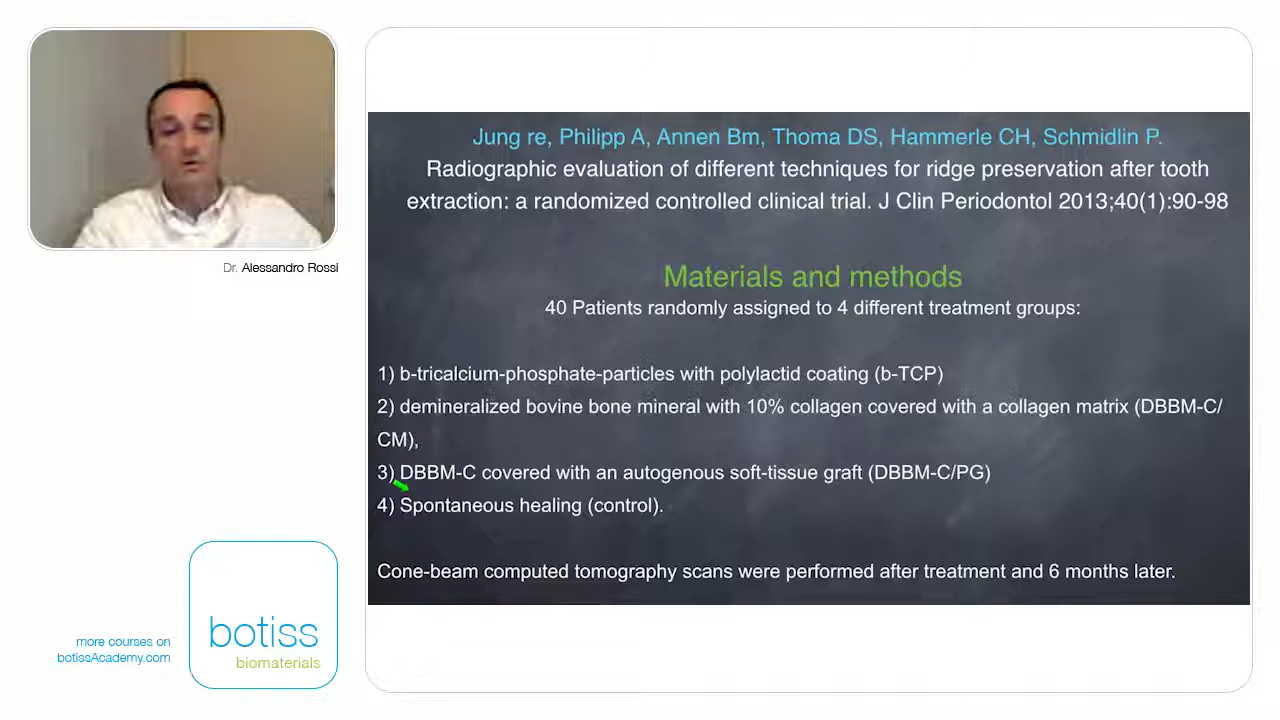 Jung re, Philipp A, Annen Bm, Thoma DS, Hammerle CH, Schmidlin P.
Radiographic evaluation of different techniques for ridge preservation after tooth
extraction: a randomized controlled clinical trial. J Clin Periodontol 2013;40(1):90-98
Materials and methods
40 Patients randomly assigned to 4 different treatment groups:
1) b-tricalcium-phosphate-particles with polylactid coating (b-TCP)
2) demineralized bovine bone mineral with 10% collagen covered with a collagen matrix (DBBM-C/
CM),
3) DBBM-C covered with an autogenous soft-tissue graft (DBBM-C/PG)
4) Spontaneous healing (control).
Cone-beam computed tomography scans were performed after treatment and 6 months later.
Dr. Alessandro Rossi
more courses on
botissAcademy.com
botiss
biomaterials